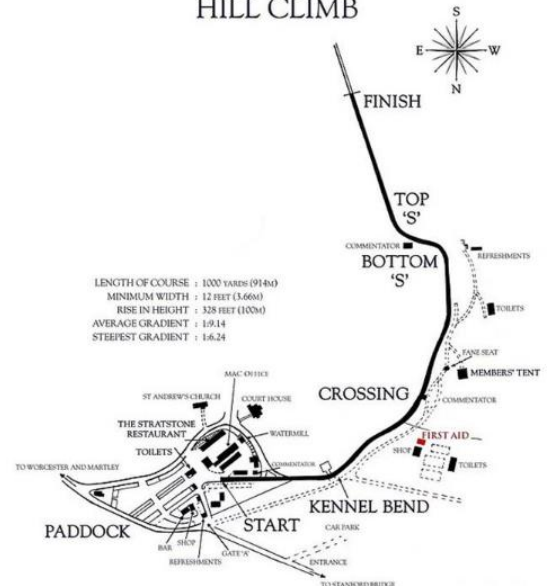 HILL CLIMB
S
E W
N
FINISH
TOP
'S'
COMMENTATOR
BOTTOM
'S'
REFRESHMENTS
LENGTH OF COURSE : 1000 YARDS (914M)
MINIMUM WIDTH : 12 FEET (3.66M)
RISE IN HEIGHT : 328 FEET (100M)
AVERAGE GRADIENT : 1:9.14
STEEPEST GRADIENT : 1:6.24
TOILETS
FANE SEAT
MEMBERS' TENT
MAC OFFICE
ST ANDREW'S CHURCH
COURT HOUSE
CROSSING
COMMENTATOR
THE STRATSTONE
RESTAURANT
WATERMILL
TOILETS
FIRST AID
SHOP
TOILETS
COMMENTATOR
TO WORCESTER AND MARTLEY
KENNEL BEND
PADDOCK
START
CAR PARK
BAR
SHOP
REFRESHMENTS
GATE 'A'
ENTRANCE
TO STANFORD BRIDGE